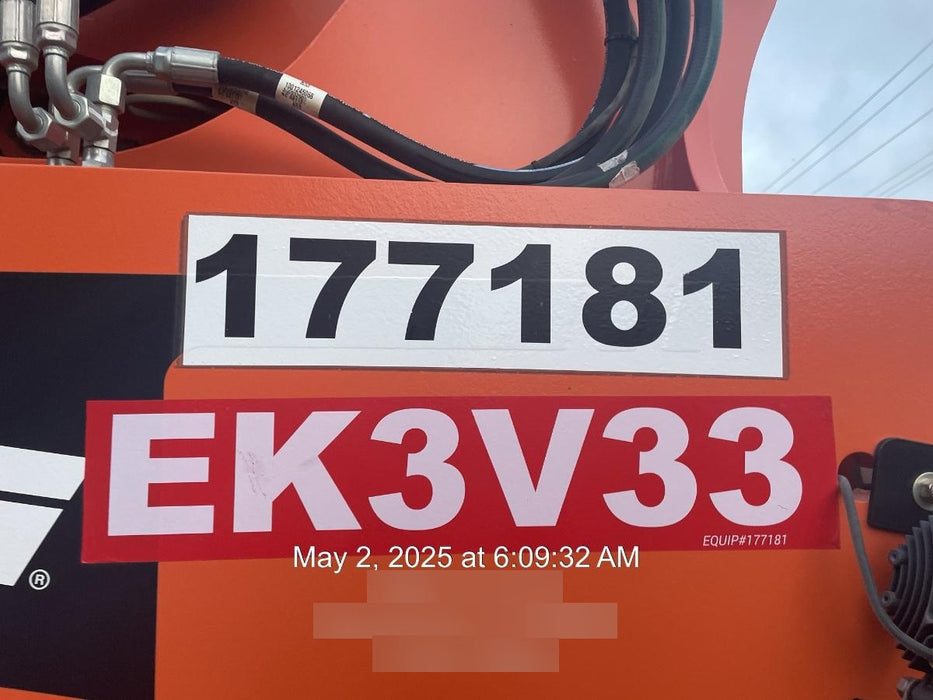 177181
EK3V33
EQUIP#177181
May 2, 2025 at 6:09:32 AM
®